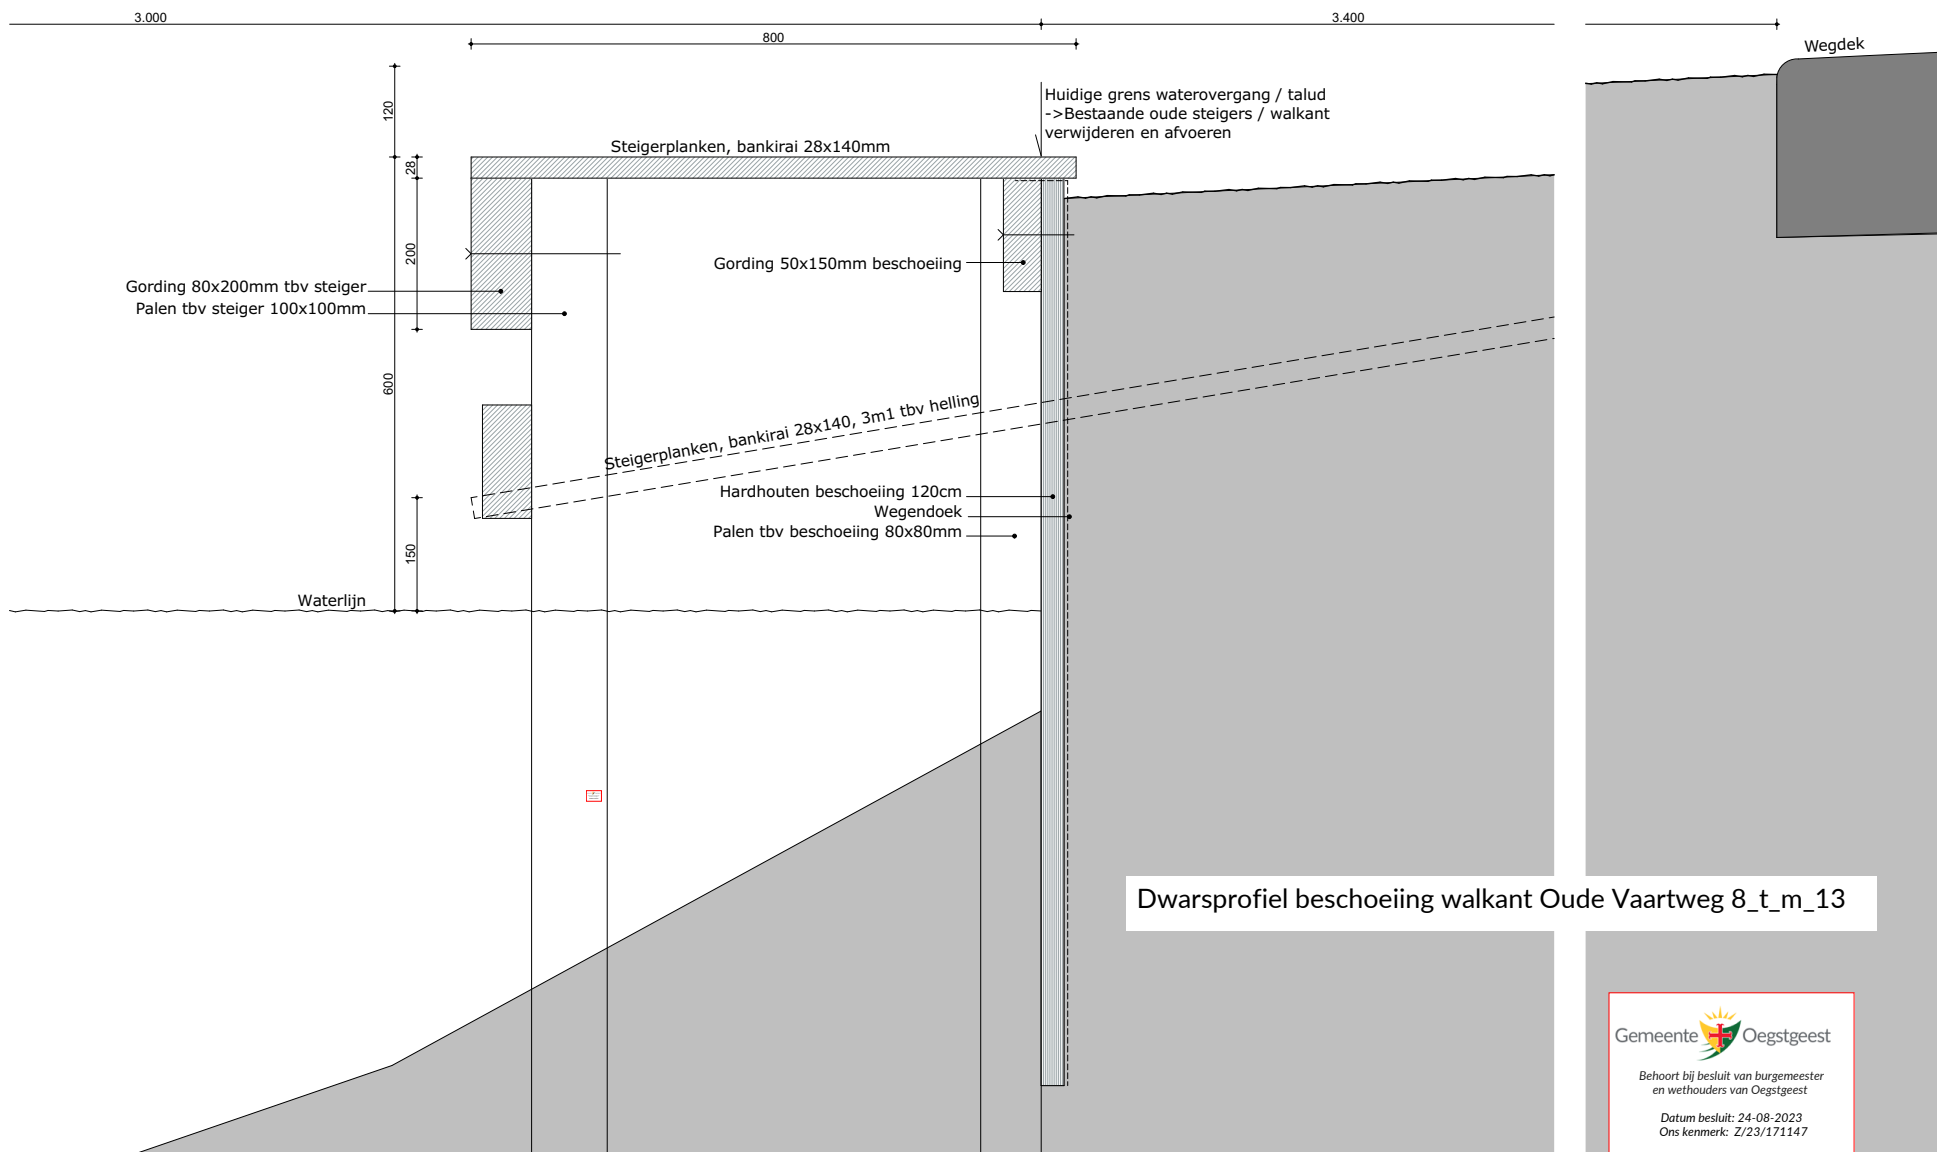 3.000
3.400
800
Wegdek
120
Huidige grens waterovergang / talud
->Bestaande oude steigers / walkant
verwijderen en afvoeren
Steigerplanken, bankirai 28x140mm
28
200
Gording 50x150mm beschoeiing
Gording 80x200mm tbv steiger
Palen tbv steiger 100x100mm
600
Steigerplanken, bankirai 28x140, 3m1 tbv helling
Hardhouten beschoeiing 120cm
Wegendoek
Palen tbv beschoeiing 80x80mm
150
Waterlijn
Dwarsprofiel beschoeiing walkant Oude Vaartweg 8_t_m_13
Gemeente Oegstgeest
Behoort bij besluit van burgemeester
en wethouders van Oegstgeest
Datum besluit: 24-08-2023
Ons kenmerk: Z/23/171147